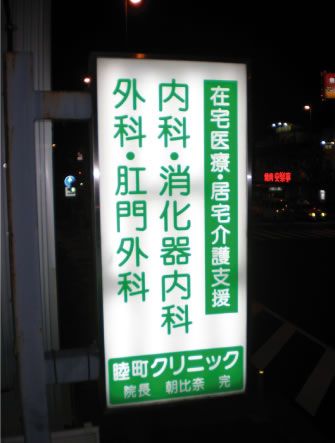 在宅医療・居宅介護支援
内科・消化器内科
外科・肛門外科
睦町クリニック
院長 朝比奈 完